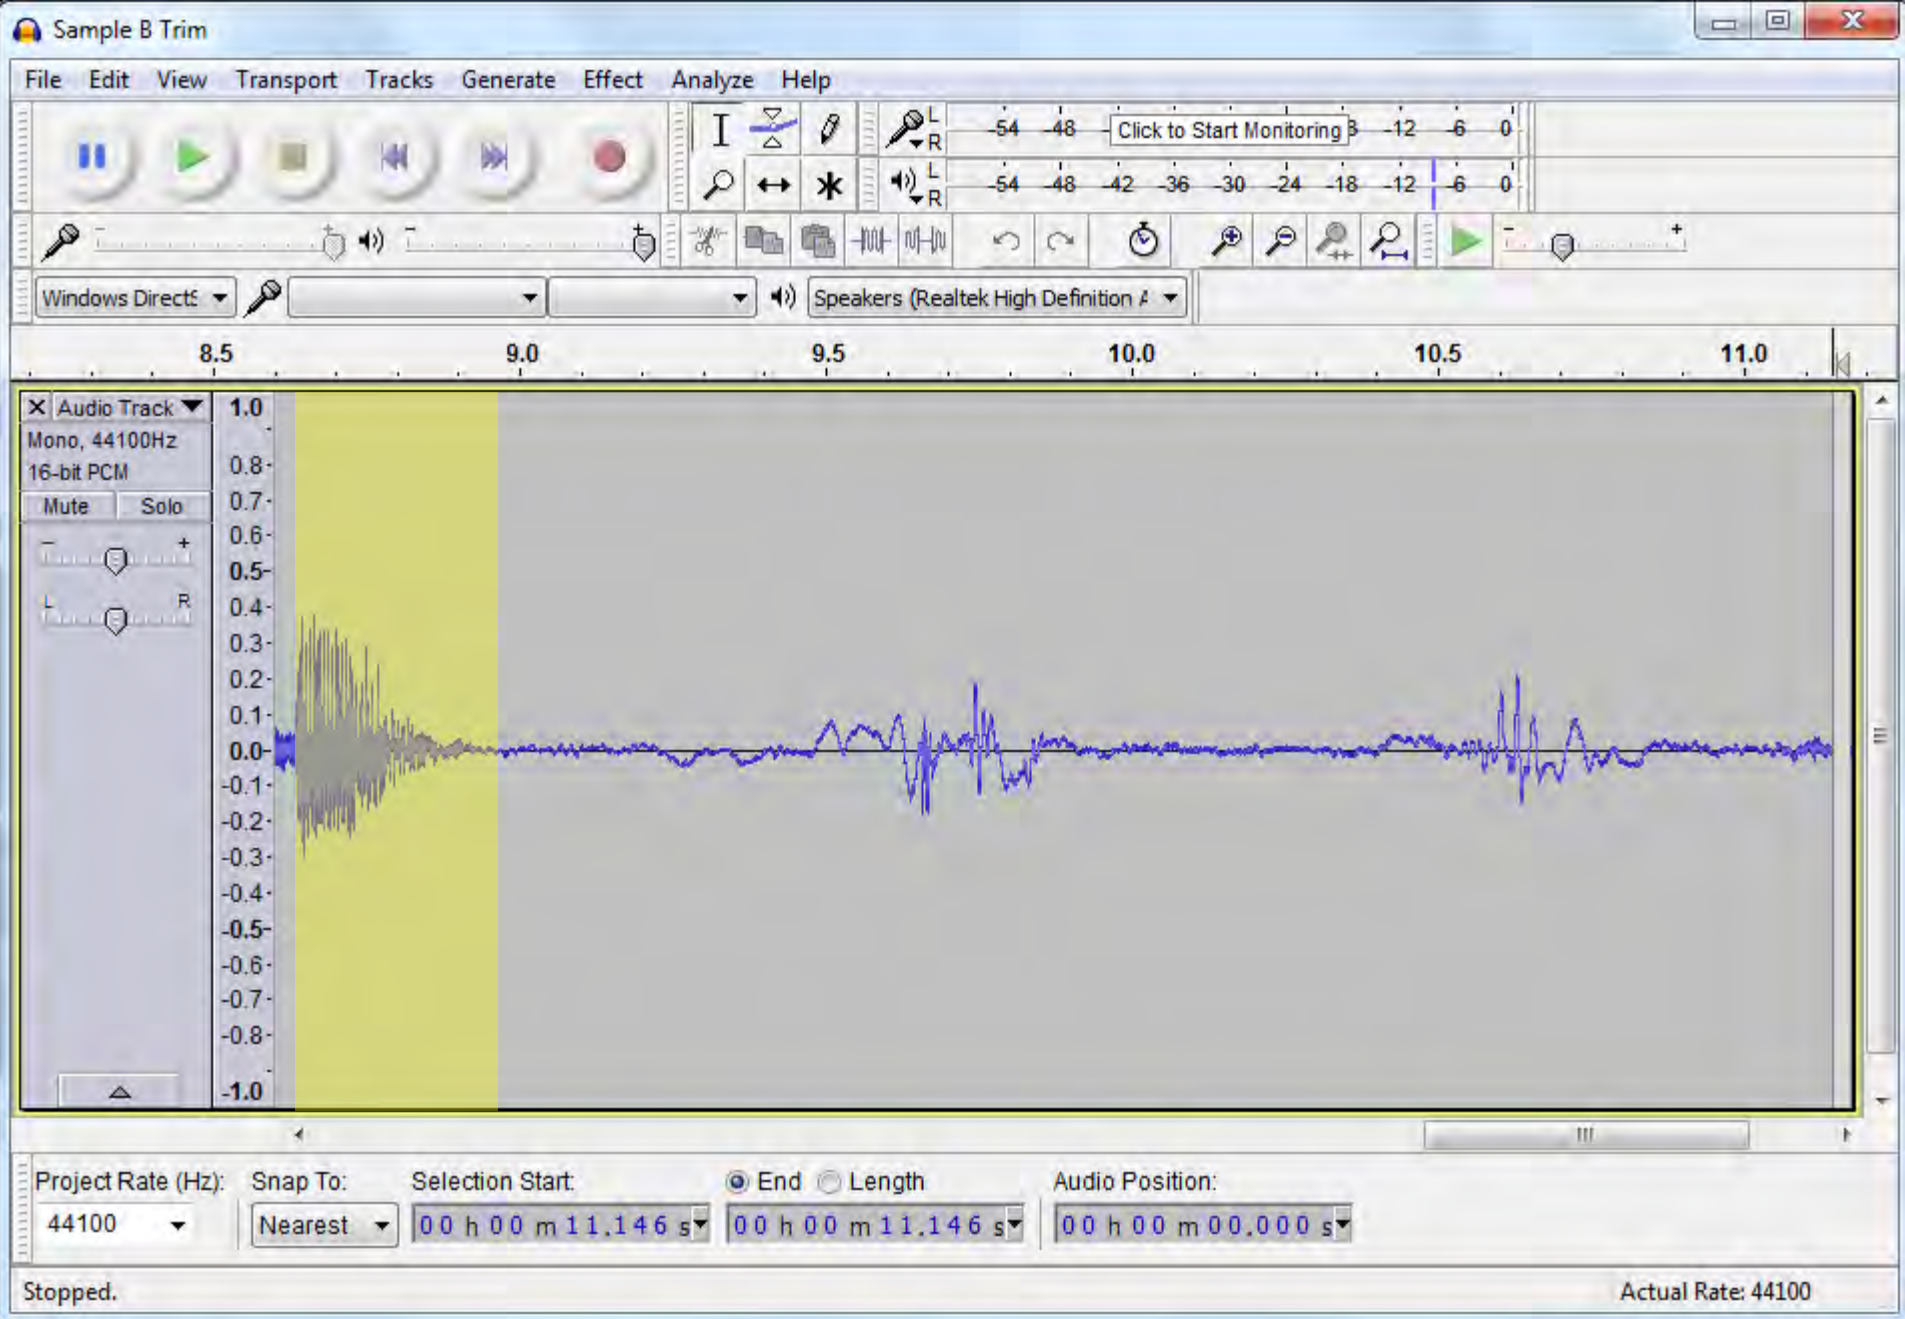 Sample B Trim
File Edit View Transport Tracks Generate Effect Analyze Help
L
R
-54 -48 - Click to Start Monitoring 8 -12 -6 0
L
R
-54 -48 -42 -36 -30 -24 -18 -12 -6 0
- - - +
Windows DirectS Speakers (Realtek High Definition A
8.5 9.0 9.5 10.0 10.5 11.0
Audio Track
Mono, 44100Hz
16-bit PCM
Mute Solo
- +
L R
1.0
0.8-
0.7-
0.6-
0.5-
0.4-
0.3-
0.2-
0.1-
0.0-
-0.1-
-0.2-
-0.3-
-0.4-
-0.5-
-0.6-
-0.7-
-0.8-
-1.0
Project Rate (Hz): Snap To: Selection Start: End Length Audio Position:
44100 Nearest 00 h 00 m 11.146 s 00 h 00 m 11.146 s 00 h 00 m 00.000 s
Stopped. Actual Rate: 44100